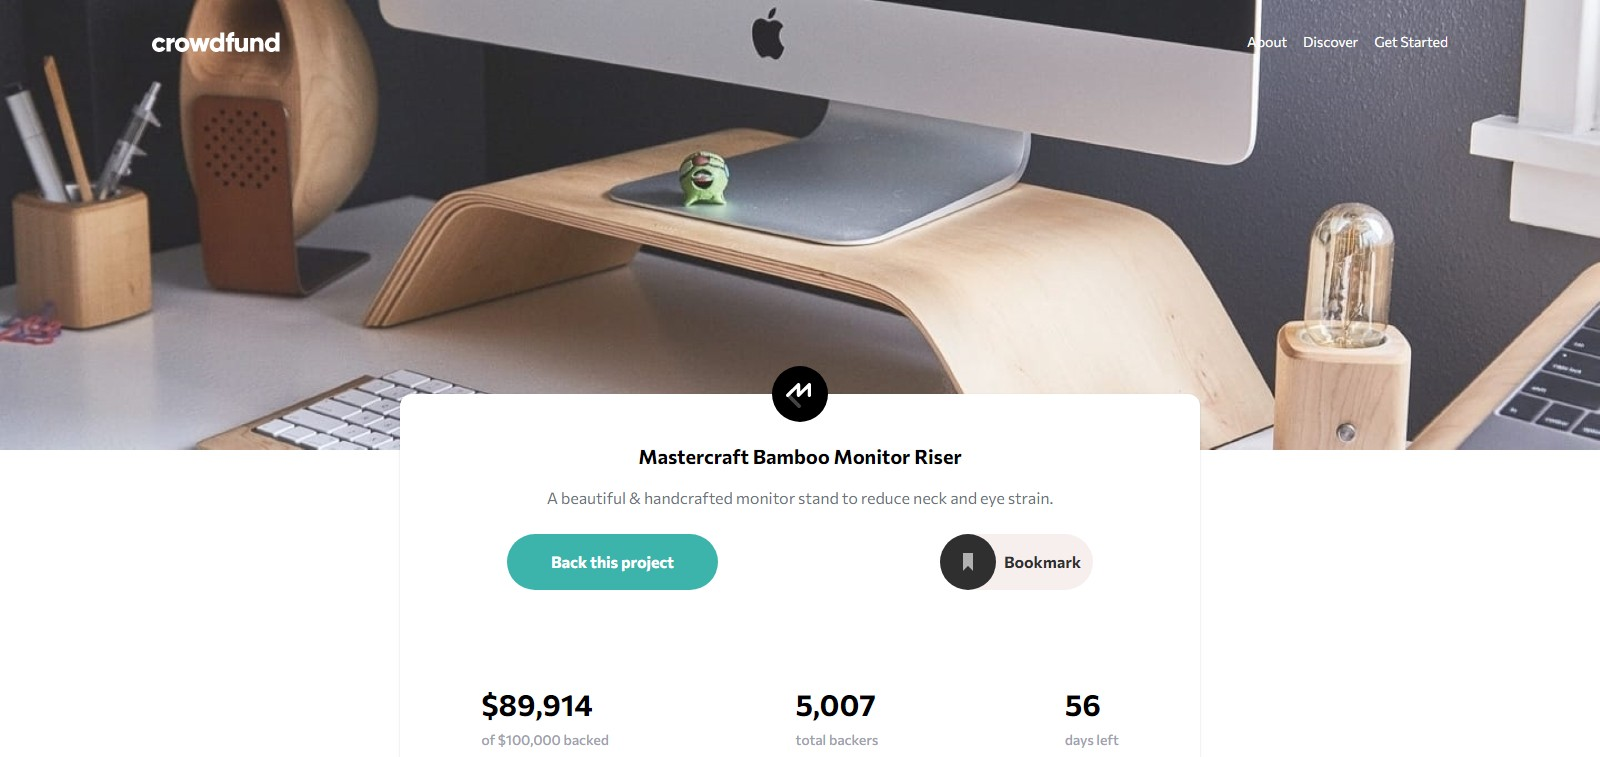 crowdfund
About Discover Get Started
Mastercraft Bamboo Monitor Riser
A beautiful & handcrafted monitor stand to reduce neck and eye strain.
Back this project
Bookmark
$89,914
of $100,000 backed
5,007
total backers
56
days left